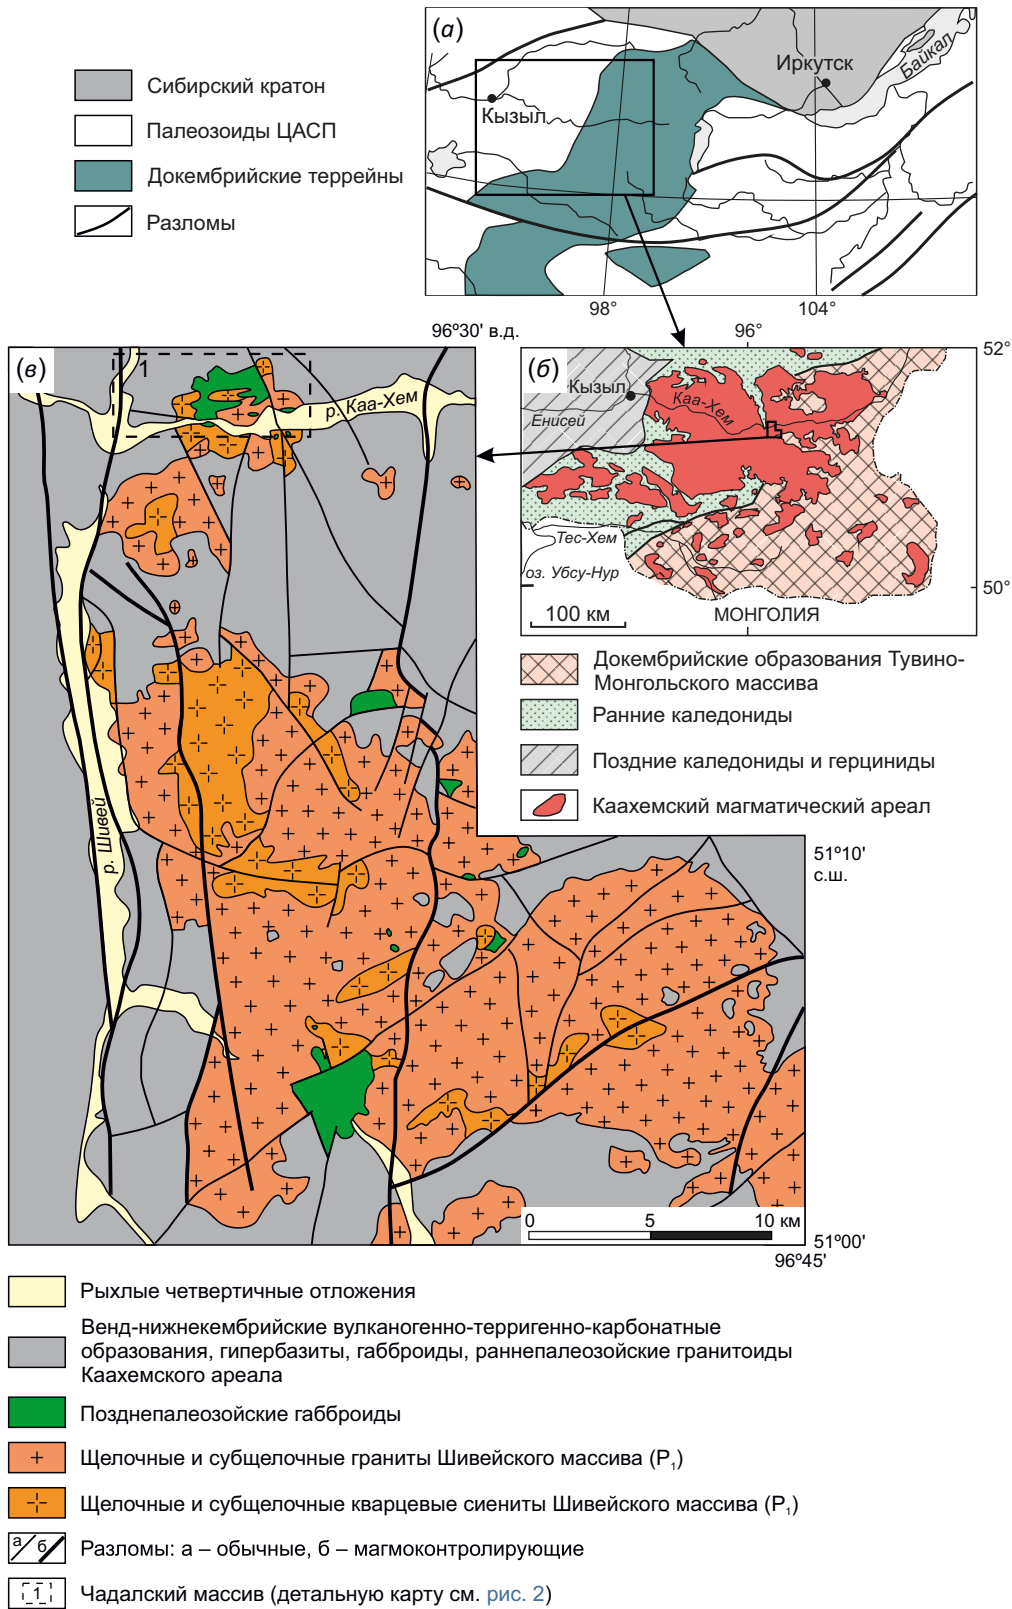 (а)
Сибирский кратон
Палеозоиды ЦАСП
Докембрийские террейны
Разломы
Иркутск
Байкал
Кызыл
98°
104°
96°30' в.д.
96°
(в)
1
р. Каа-Хем
р. Шивей
(б)
52°
Кызыл
Каа-Хем
Енисей
Тес-Хем
оз. Убсу-Нур
50°
100 км
МОНГОЛИЯ
Докембрийские образования Тувино-
Монгольского массива
Ранние каледониды
Поздние каледониды и герциниды
Каахемский магматический ареал
51°10'
с.ш.
0 5 10 км
51°00'
96°45'
Рыхлые четвертичные отложения
Венд-нижнекембрийские вулканогенно-терригенно-карбонатные
образования, гипербазиты, габброиды, раннепалеозойские гранитоиды
Каахемского ареала
Позднепалеозойские габброиды
Щелочные и субщелочные граниты Шивейского массива (P₁)
Щелочные и субщелочные кварцевые сиениты Шивейского массива (P₁)
а б Разломы: а – обычные, б – магмоконтролирующие
1 Чадалский массив (детальную карту см. рис. 2)